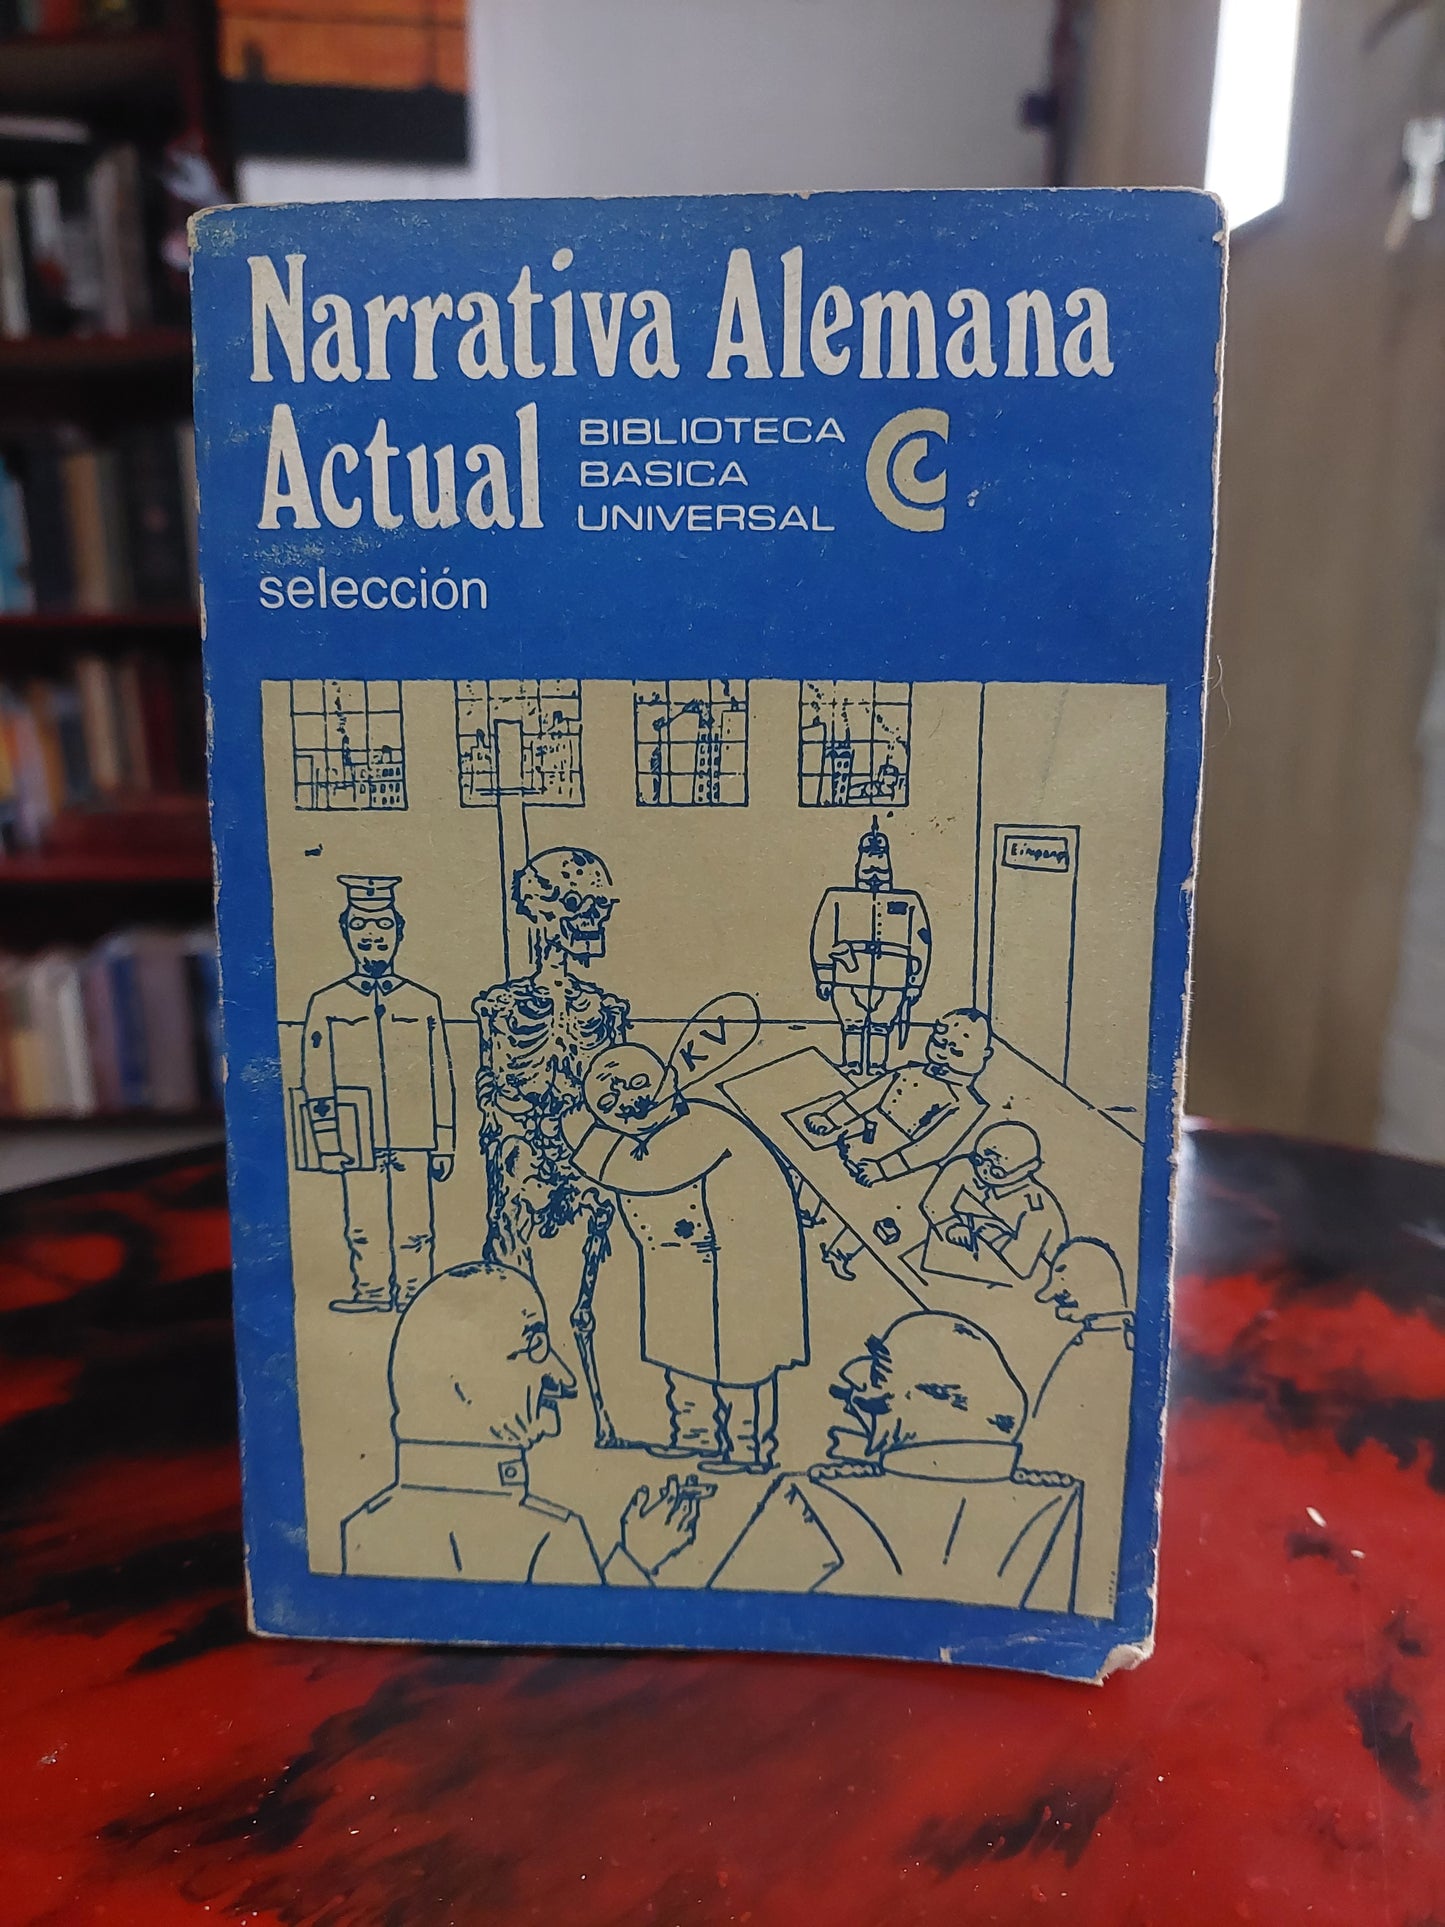 Narrativa Alemana
Actual
BIBLIOTECA
BASICA
UNIVERSAL
selección
KV